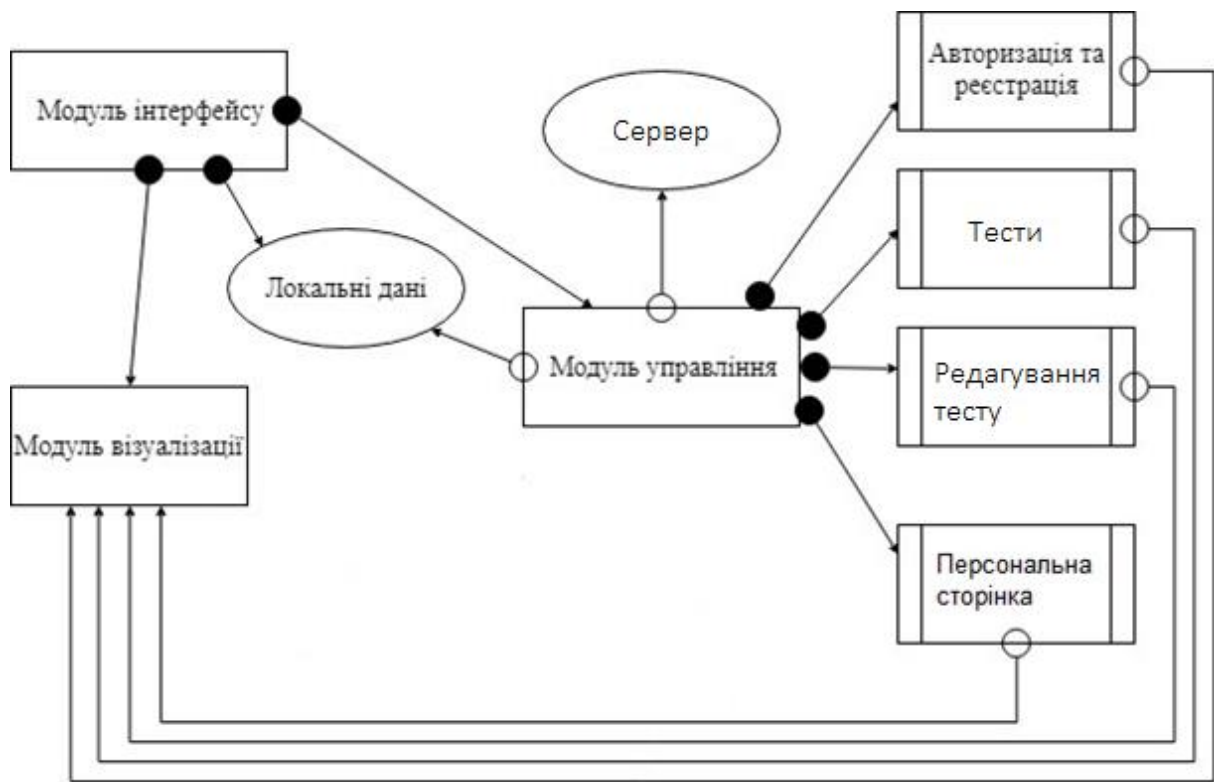 Авторизація та
реєстрація
Модуль інтерфейсу
Сервер
Тести
Локальні дані
Модуль управління
Редагування
тесту
Модуль візуалізації
Персональна
сторінка